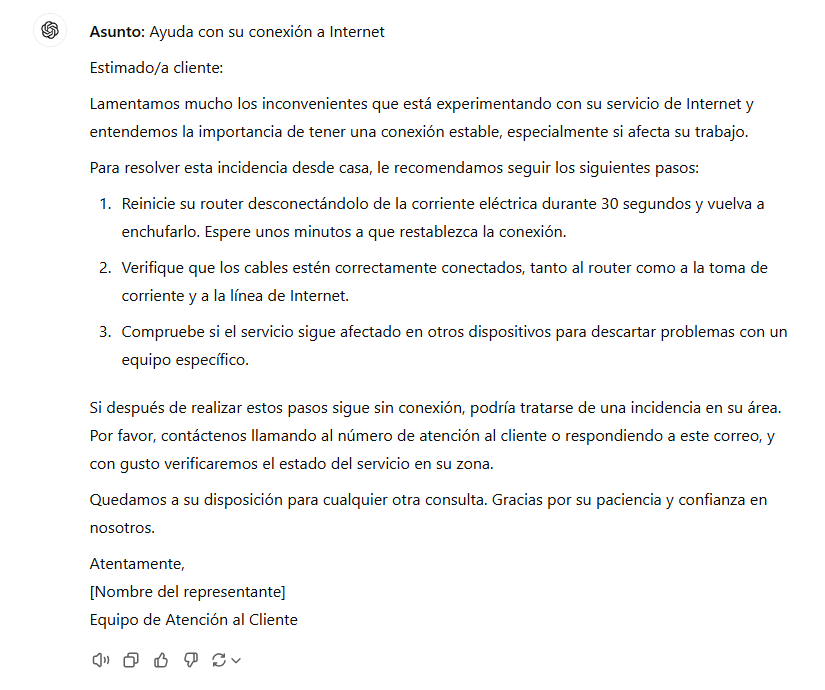 Asunto: Ayuda con su conexión a Internet
Estimado/a cliente:
Lamentamos mucho los inconvenientes que está experimentando con su servicio de Internet y
entendemos la importancia de tener una conexión estable, especialmente si afecta su trabajo.
Para resolver esta incidencia desde casa, le recomendamos seguir los siguientes pasos:
1. Reinicie su router desconectándolo de la corriente eléctrica durante 30 segundos y vuelva a
enchufarlo. Espere unos minutos a que restablezca la conexión.
2. Verifique que los cables estén correctamente conectados, tanto al router como a la toma de
corriente y a la línea de Internet.
3. Compruebe si el servicio sigue afectado en otros dispositivos para descartar problemas con un
equipo específico.
Si después de realizar estos pasos sigue sin conexión, podría tratarse de una incidencia en su área.
Por favor, contáctenos llamando al número de atención al cliente o respondiendo a este correo, y
con gusto verificaremos el estado del servicio en su zona.
Quedamos a su disposición para cualquier otra consulta. Gracias por su paciencia y confianza en
nosotros.
Atentamente,
[Nombre del representante]
Equipo de Atención al Cliente